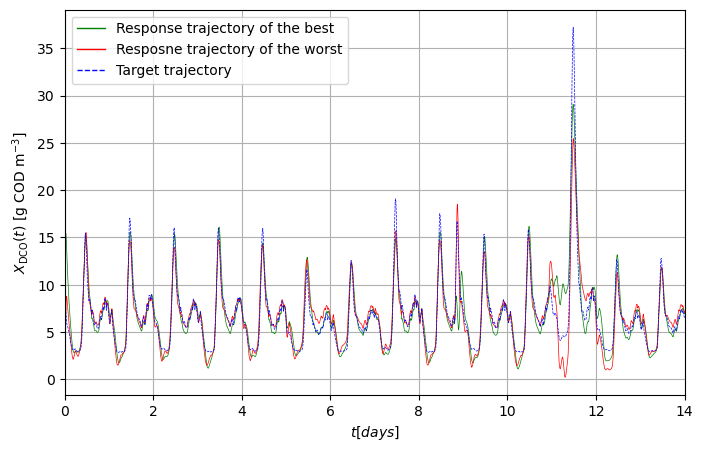 Response trajectory of the best
Resposne trajectory of the worst
Target trajectory
X_DCO(t) [g COD m⁻³]
35
30
25
20
15
10
5
0
0 2 4 6 8 10 12 14
t[days]